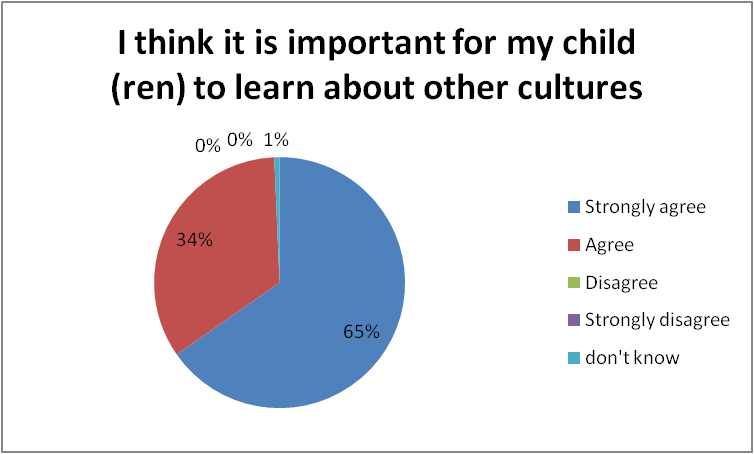 I think it is important for my child
(ren) to learn about other cultures
0% 0% 1%
34%
65%
Strongly agree
Agree
Disagree
Strongly disagree
don't know